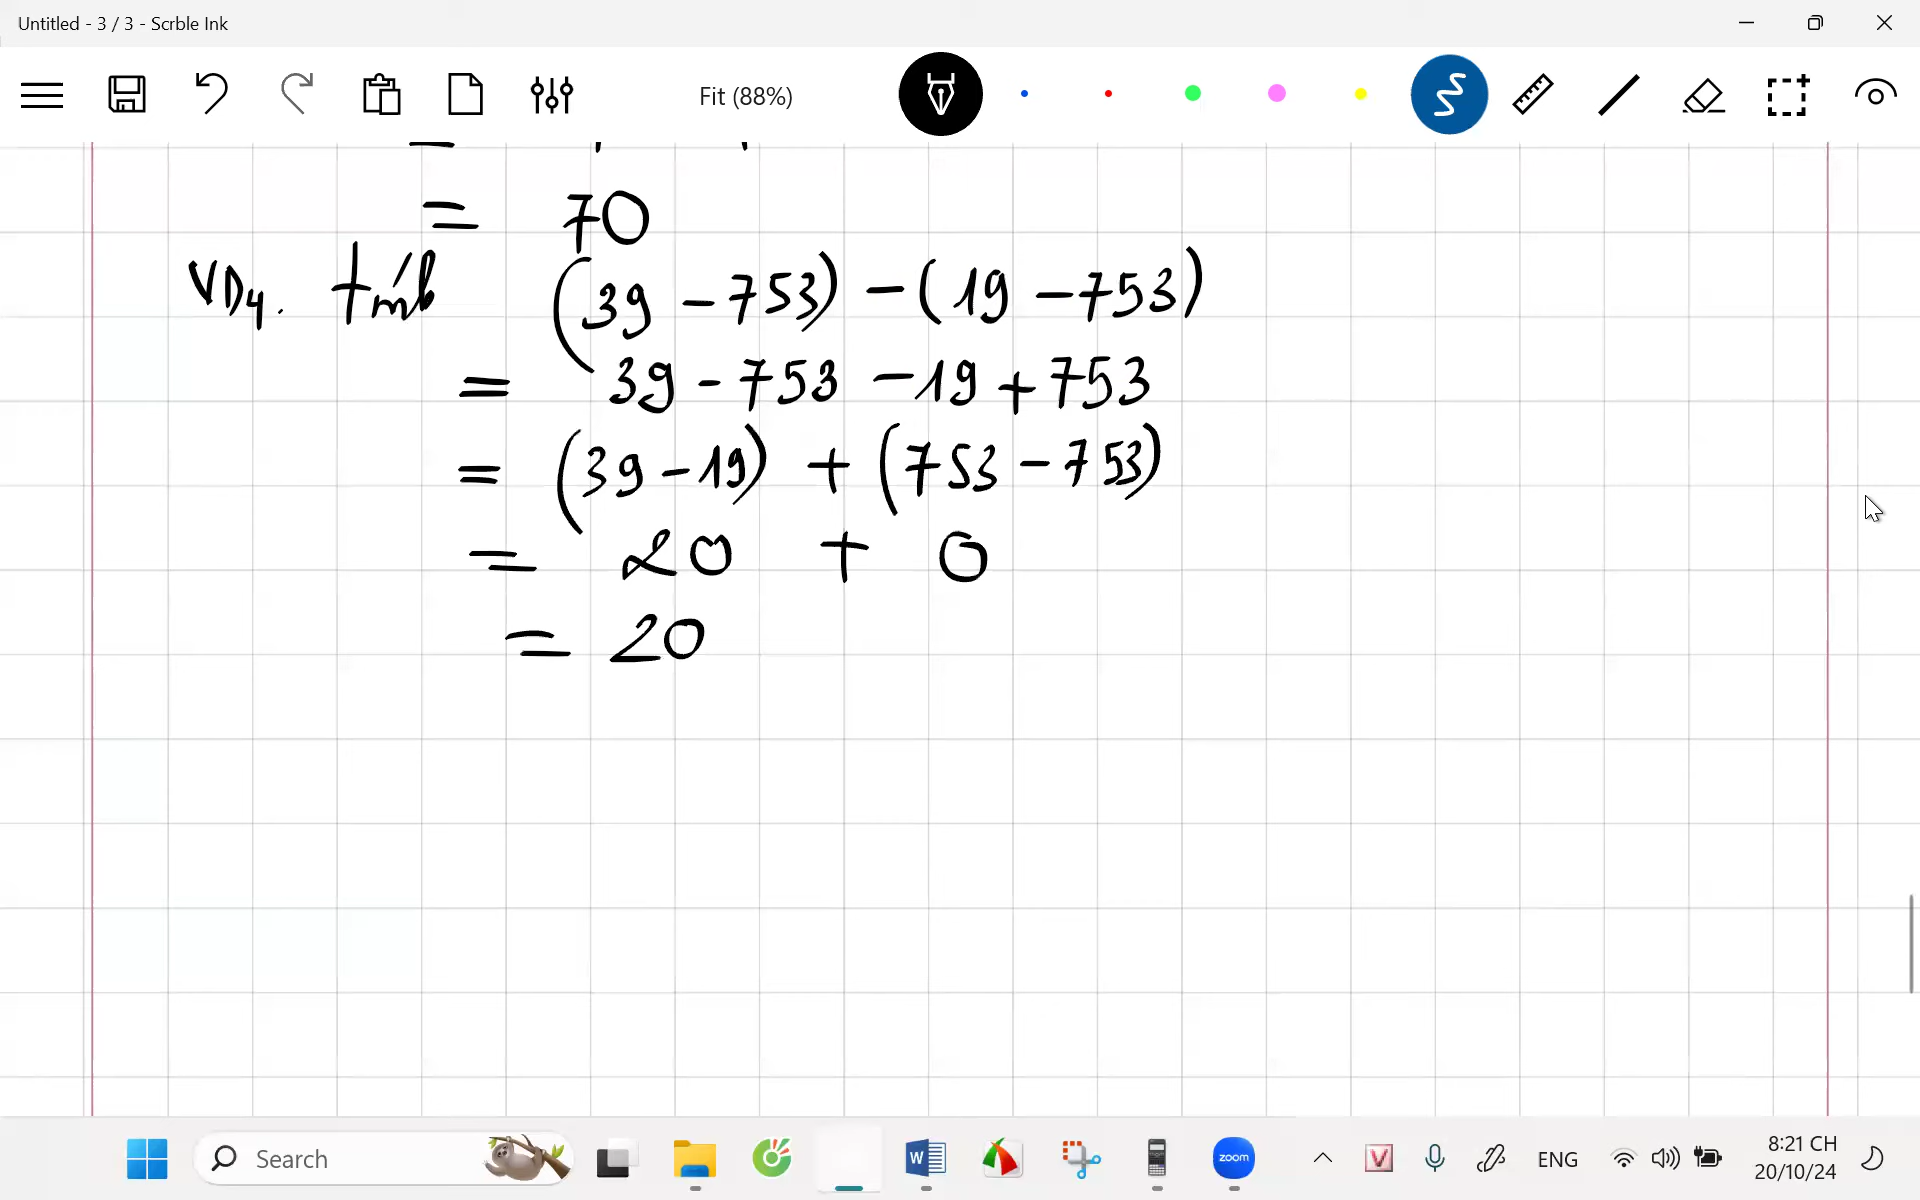 Untitled - 3 / 3 - Scrble Ink
Fit (88%)
= 70
VD4. tính (39 - 753) - (19 - 753)
= 39 - 753 - 19 + 753
= (39 - 19) + (753 - 753)
= 20 + 0
= 20
Search
W
zoom
V
ENG
8:21 CH
20/10/24